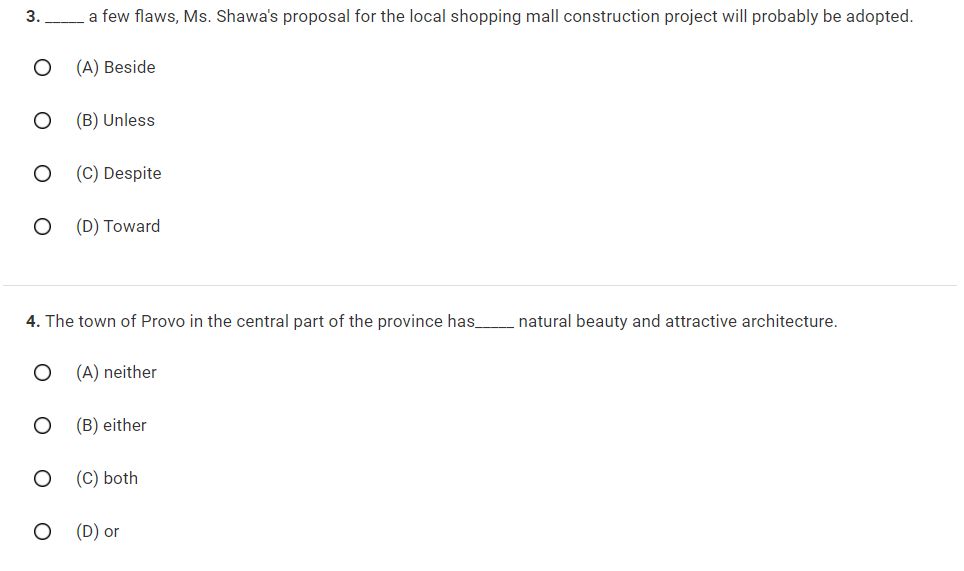 3. _____ a few flaws, Ms. Shawa's proposal for the local shopping mall construction project will probably be adopted.
(A) Beside
(B) Unless
(C) Despite
(D) Toward
4. The town of Provo in the central part of the province has_____ natural beauty and attractive architecture.
(A) neither
(B) either
(C) both
(D) or